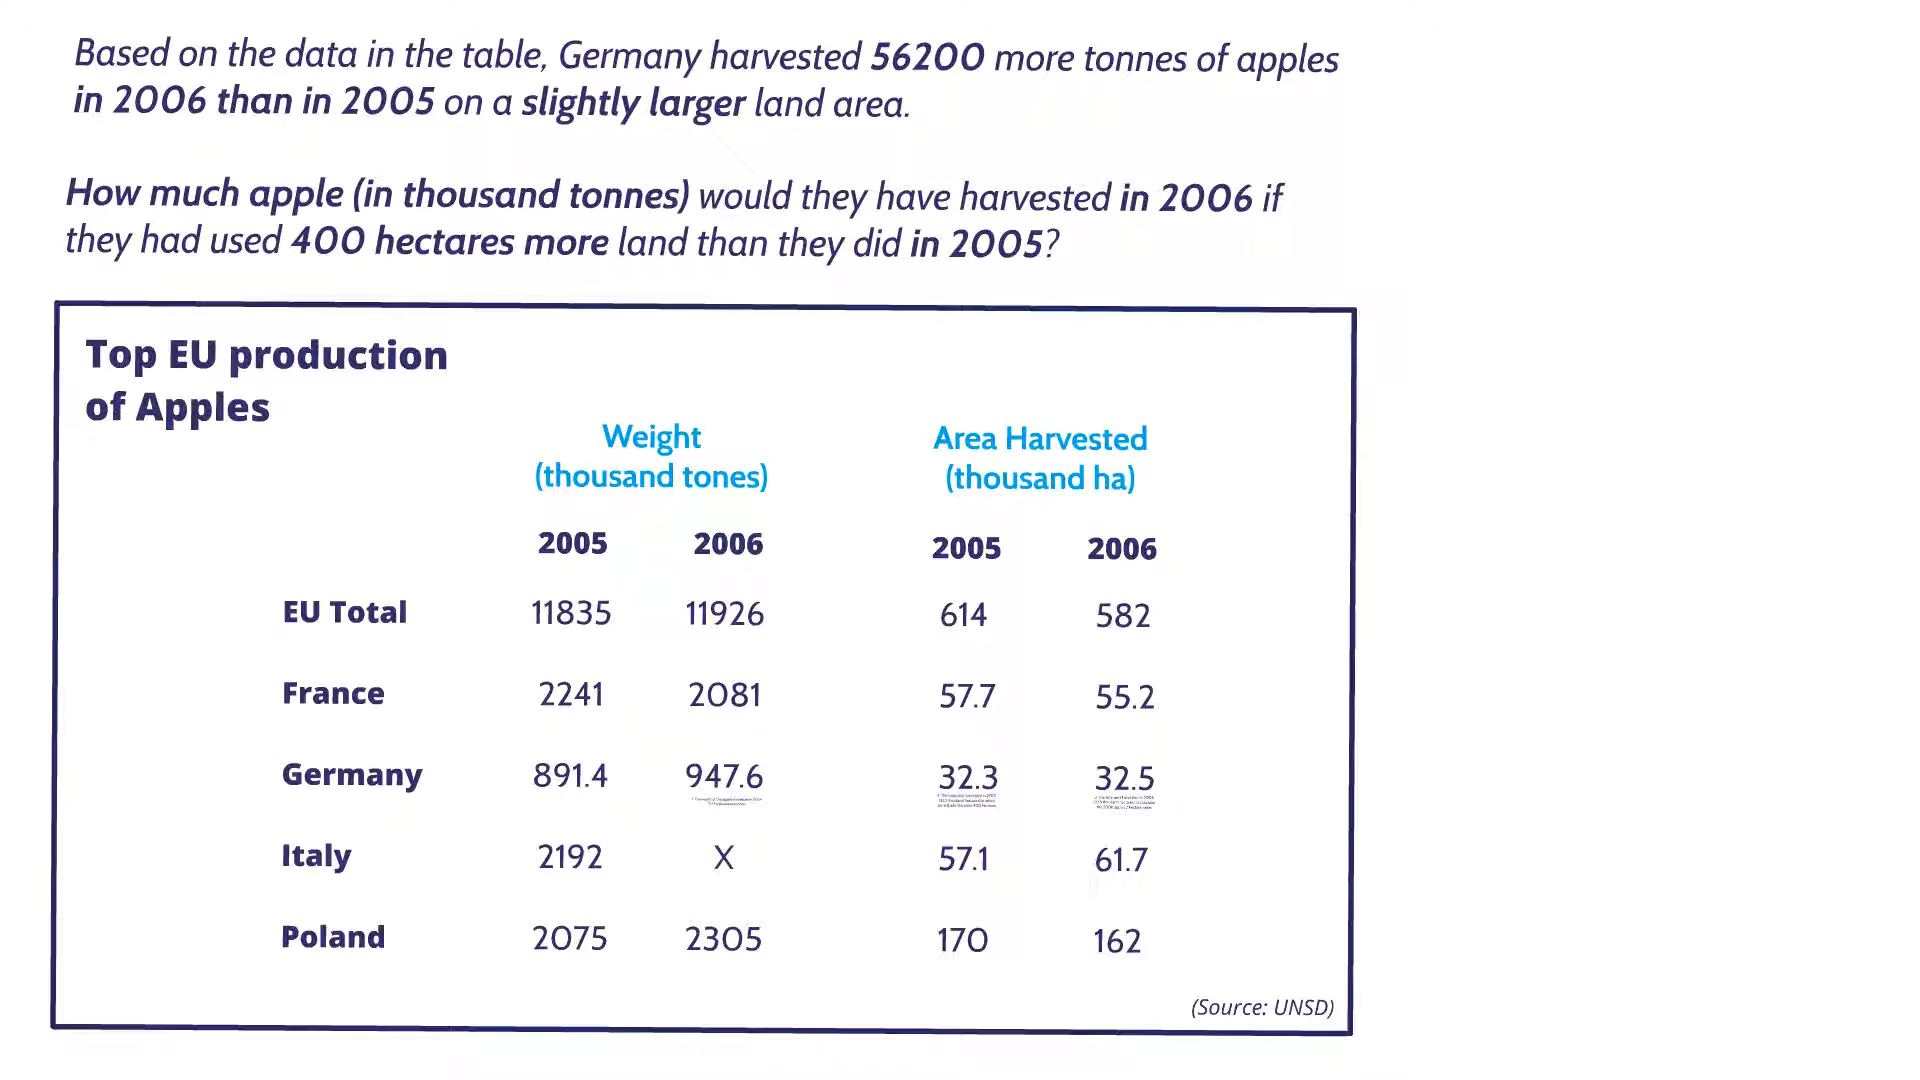 Based on the data in the table, Germany harvested 56200 more tonnes of apples
in 2006 than in 2005 on a slightly larger land area.
How much apple (in thousand tonnes) would they have harvested in 2006 if
they had used 400 hectares more land than they did in 2005?
Top EU production
of Apples
Weight
(thousand tones)
Area Harvested
(thousand ha)
2005 2006 2005 2006
EU Total 11835 11926 614 582
France 2241 2081 57.7 55.2
Germany 891.4 947.6 32.3 32.5
Italy 2192 X 57.1 61.7
Poland 2075 2305 170 162
(Source: UNSD)